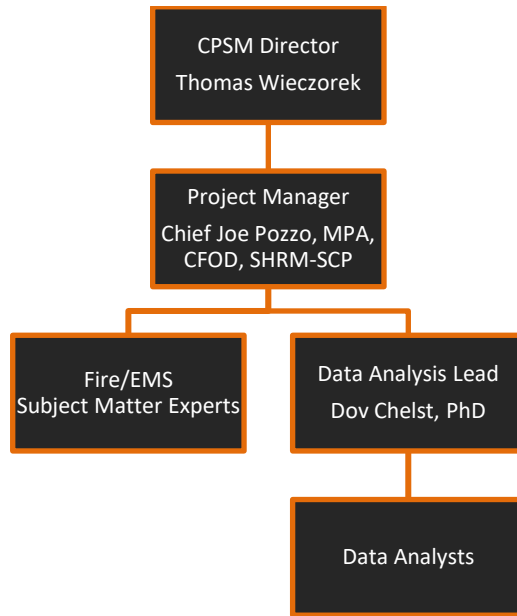 CPSM Director
Thomas Wieczorek
Project Manager
Chief Joe Pozzo, MPA,
CFOD, SHRM-SCP
Fire/EMS
Subject Matter Experts
Data Analysis Lead
Dov Chelst, PhD
Data Analysts